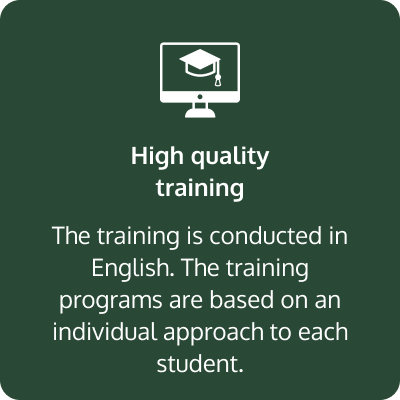 High quality
training
The training is conducted in
English. The training
programs are based on an
individual approach to each
student.